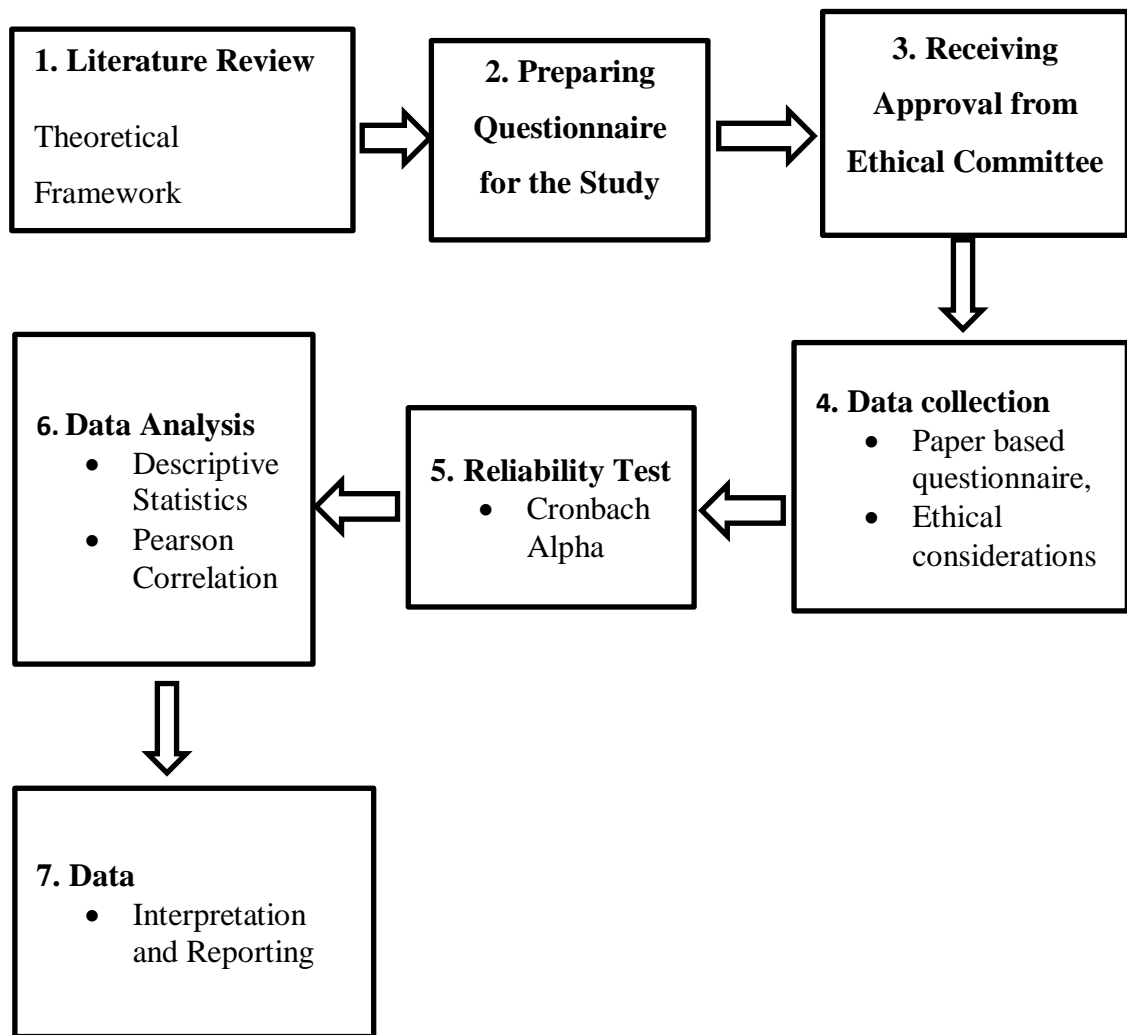 1. Literature Review
Theoretical
Framework
2. Preparing
Questionnaire
for the Study
3. Receiving
Approval from
Ethical Committee
4. Data collection
• Paper based
questionnaire,
• Ethical
considerations
5. Reliability Test
• Cronbach
Alpha
6. Data Analysis
• Descriptive
Statistics
• Pearson
Correlation
7. Data
• Interpretation
and Reporting